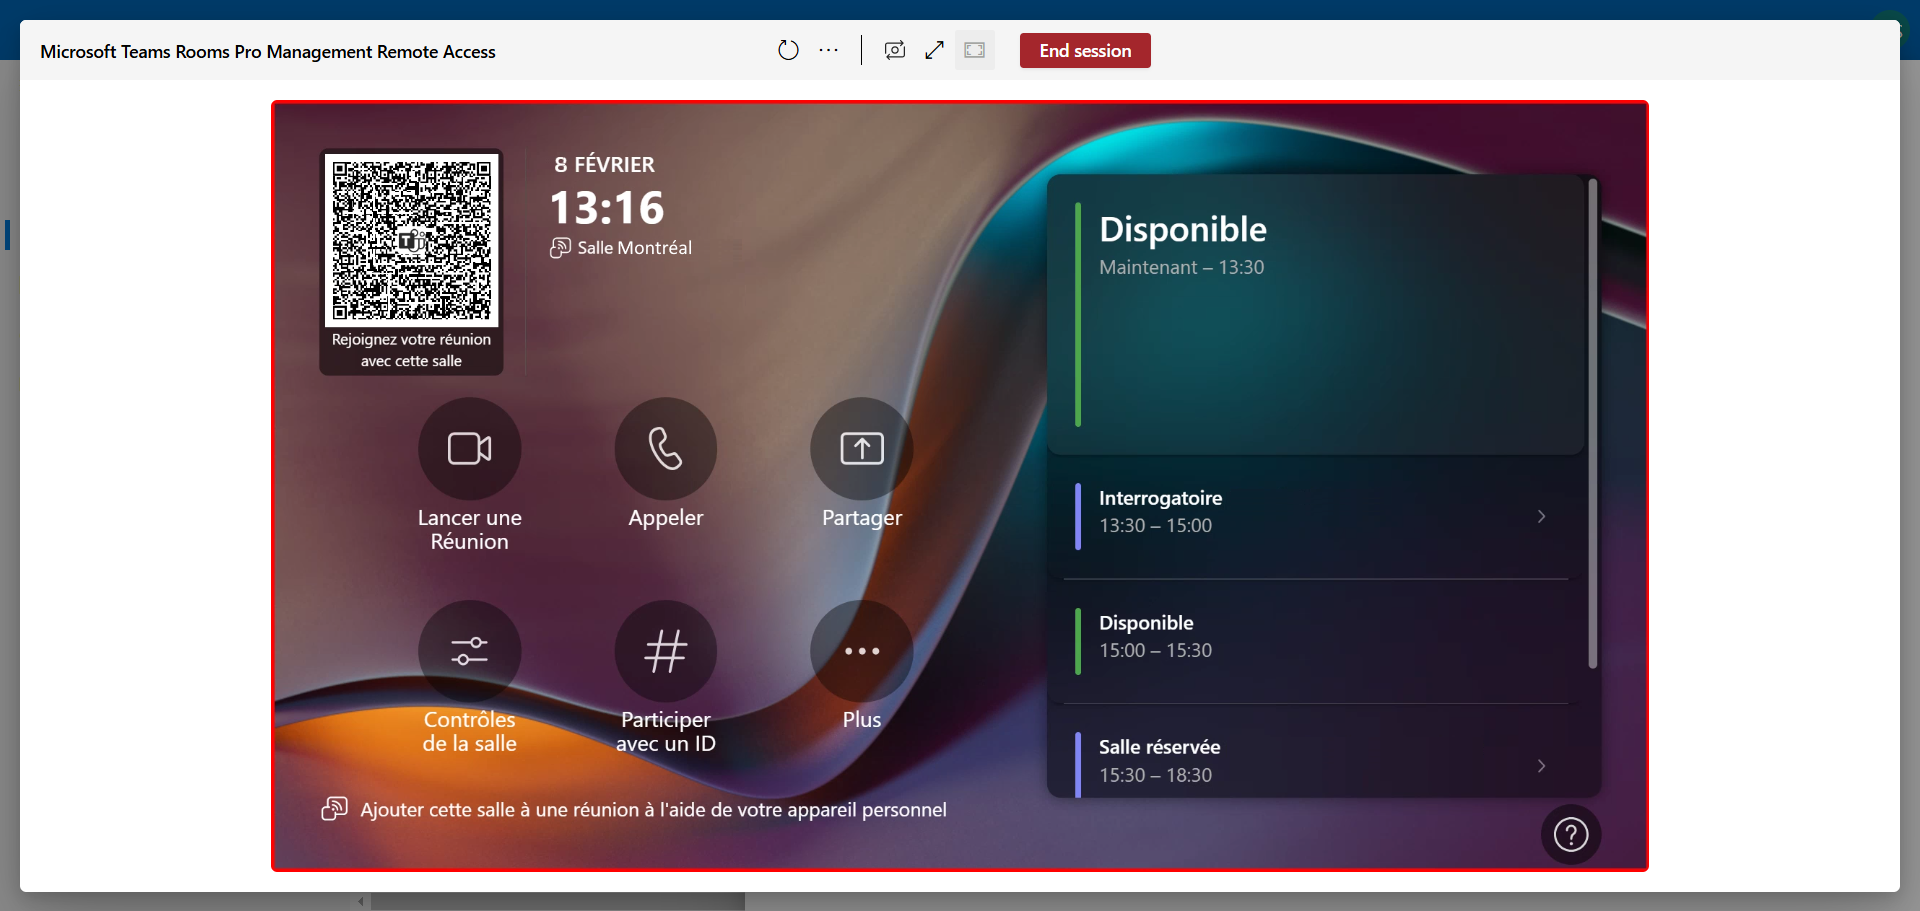 Microsoft Teams Rooms Pro Management Remote Access
End session
8 FÉVRIER
13:16
Salle Montréal
Rejoignez votre réunion
avec cette salle
Lancer une
Réunion
Appeler
Partager
Contrôles
de la salle
Participer
avec un ID
Plus
Ajouter cette salle à une réunion à l'aide de votre appareil personnel
Disponible
Maintenant – 13:30
Interrogatoire
13:30 – 15:00
Disponible
15:00 – 15:30
Salle réservée
15:30 – 18:30